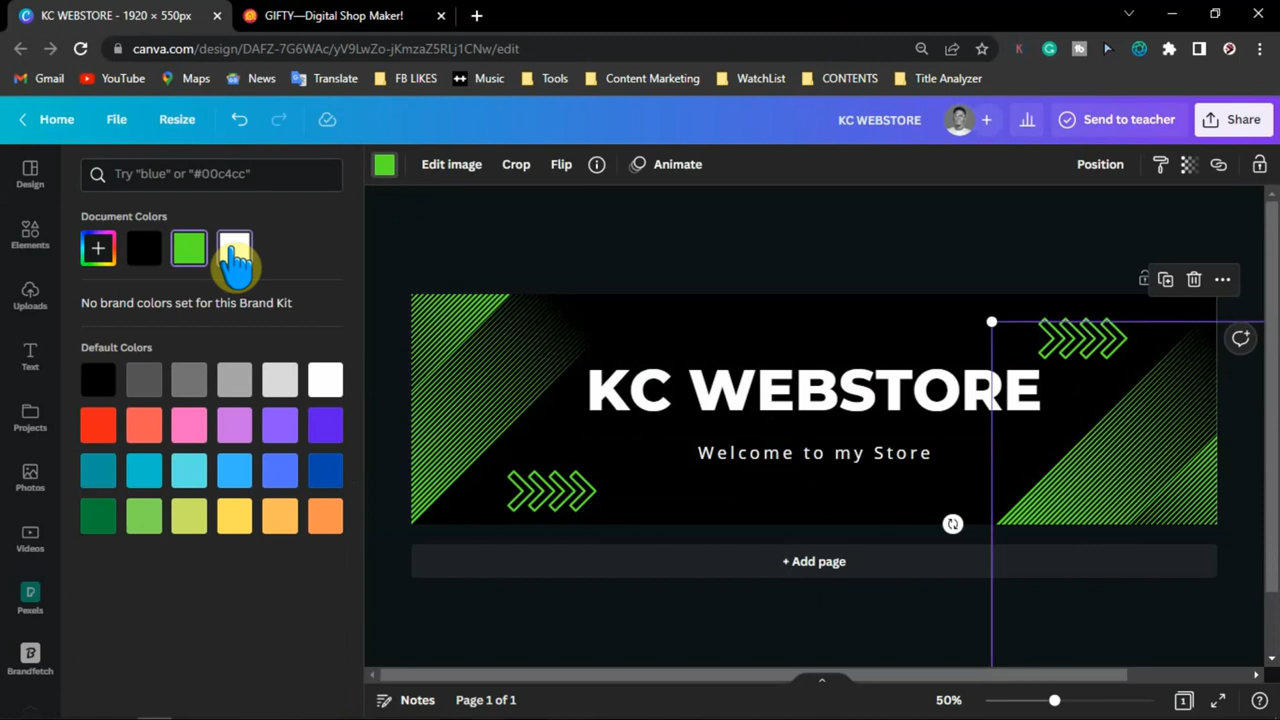 KC WEBSTORE - 1920 × 550px
GIFTY—Digital Shop Maker!
canva.com/design/DAFZ-7G6WAc/yV9LwZo-jKmzaZ5RLj1CNw/edit
Gmail
YouTube
Maps
News
Translate
FB LIKES
Music
Tools
Content Marketing
WatchList
CONTENTS
Title Analyzer
Home
File
Resize
KC WEBSTORE
Send to teacher
Share
Design
Elements
Uploads
Text
Projects
Photos
Videos
Pexels
Brandfetch
Try "blue" or "#00c4cc"
Document Colors
No brand colors set for this Brand Kit
Default Colors
Edit image
Crop
Flip
Animate
Position
KC WEBSTORE
Welcome to my Store
+ Add page
Notes
Page 1 of 1
50%
1